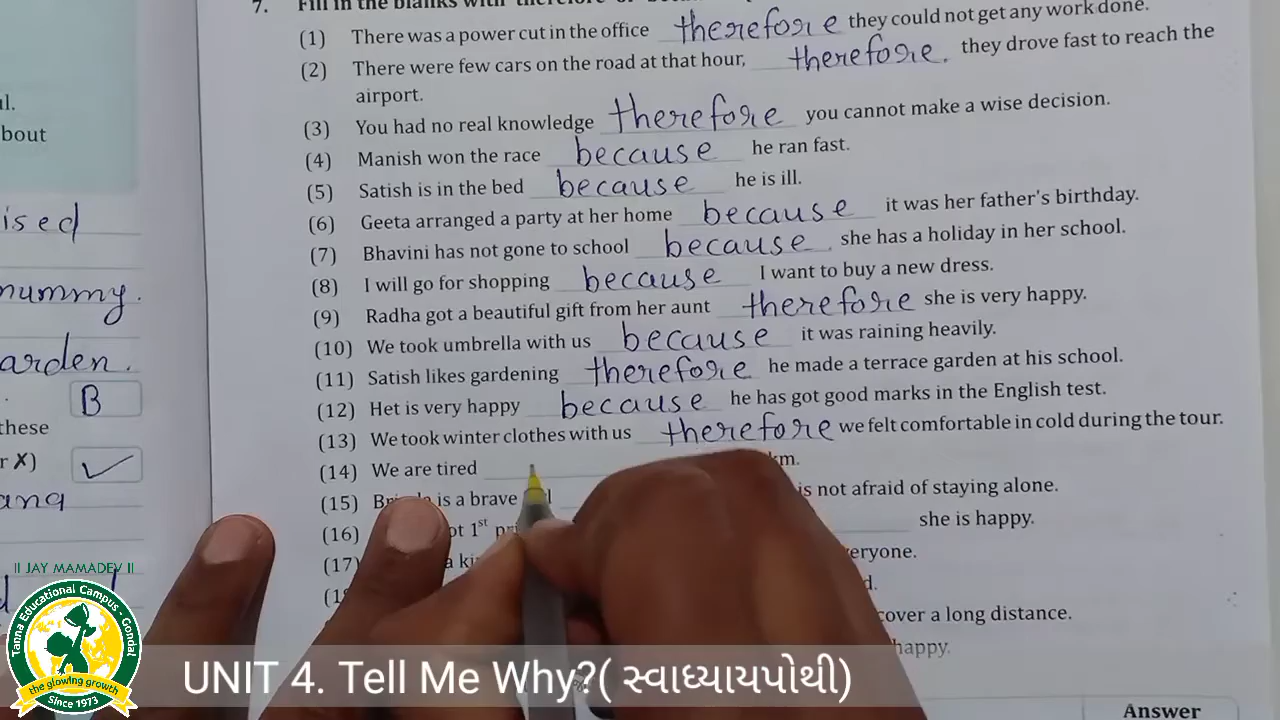 7. Fill in the blanks with therefore or
ul.
(1) There was a power cut in the office therefore they could not get any work done.
about
(2) There were few cars on the road at that hour, therefore. they drove fast to reach the
airport.
(3) You had no real knowledge therefore you cannot make a wise decision.
(4) Manish won the race because he ran fast.
(5) Satish is in the bed because he is ill.
ised
(6) Geeta arranged a party at her home because it was her father's birthday.
(7) Bhavini has not gone to school because she has a holiday in her school.
mummy.
(8) I will go for shopping because I want to buy a new dress.
(9) Radha got a beautiful gift from her aunt therefore she is very happy.
arden.
(10) We took umbrella with us because it was raining heavily.
(11) Satish likes gardening therefore he made a terrace garden at his school.
B
(12) Het is very happy because he has got good marks in the English test.
these
(13) We took winter clothes with us therefore we felt comfortable in cold during the tour.
r X)
(14) We are tired km.
ang
(15) is a brave is not afraid of staying alone.
(16) ot 1st she is happy.
(17) a ki eryone.
d.
cover a long distance.
happy.
Answer
॥ JAY MAMADEV ॥
Tanna Educational Campus - Gondal
the glowing growth
Since 1973
UNIT 4. Tell Me Why?( સ્વાધ્યાયપોથી)